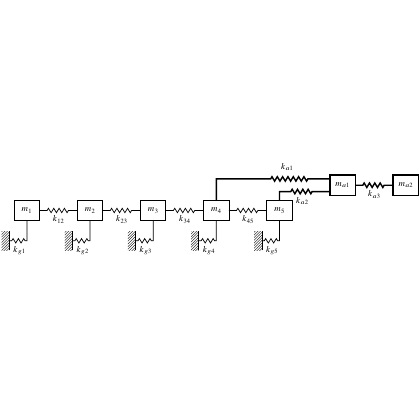 k_{a1}
m_{a1} k_{a3} m_{a2}
k_{a2}
m_1 k_{12} m_2 k_{23} m_3 k_{34} m_4 k_{45} m_5
k_{g1} k_{g2} k_{g3} k_{g4} k_{g5}